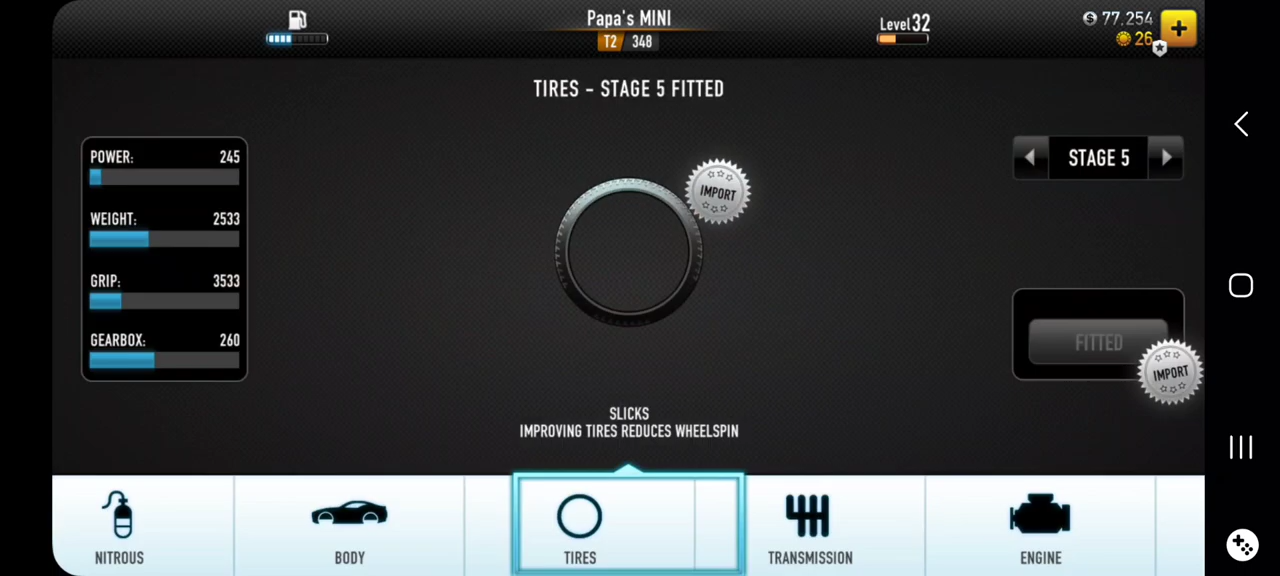 Papa's MINI
T2 348
Level 32
77,254
26
TIRES - STAGE 5 FITTED
POWER: 245
WEIGHT: 2533
GRIP: 3533
GEARBOX: 260
IMPORT
STAGE 5
FITTED
IMPORT
SLICKS
IMPROVING TIRES REDUCES WHEELSPIN
NITROUS
BODY
TIRES
TRANSMISSION
ENGINE